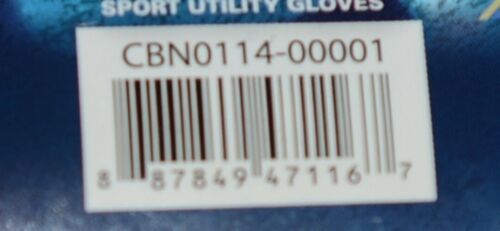 SPORT UTILITY GLOVES
CBN0114-00001
8 87849 47116 7